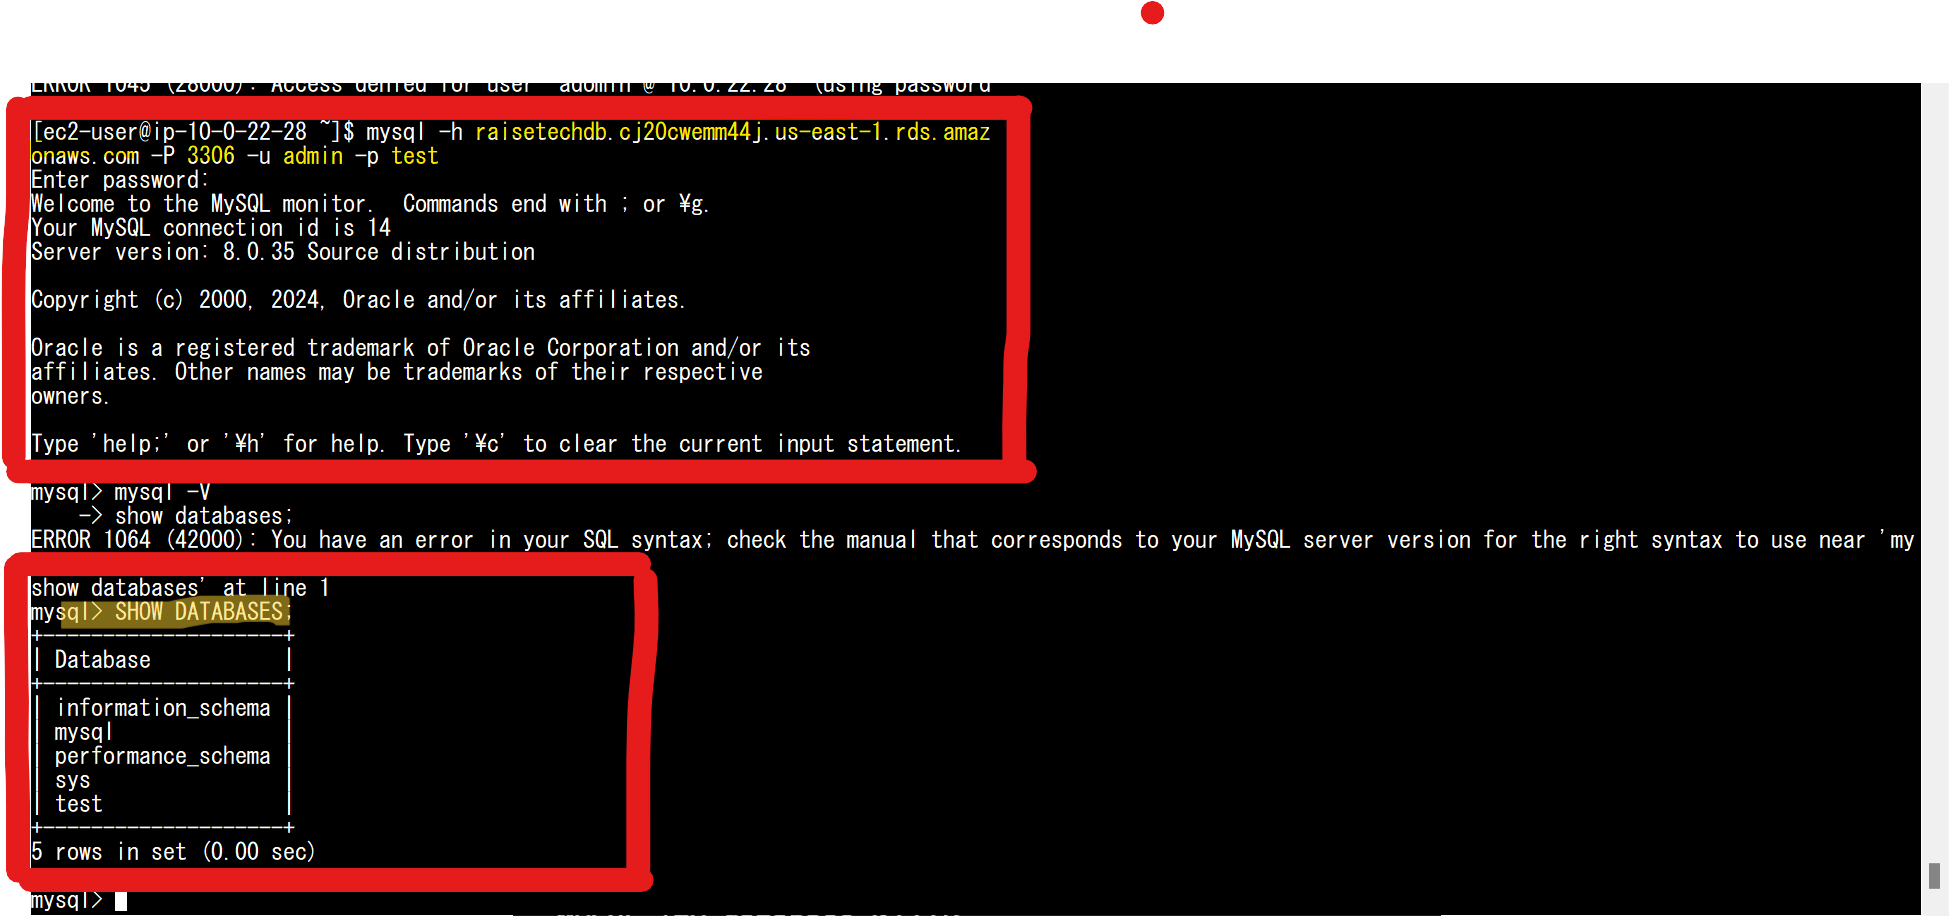 ERROR 1045 (28000): Access denied for user 'adomin'@'10.0.22.28' (using password
[ec2-user@ip-10-0-22-28 ~]$ mysql -h raisetechdb.cj20cwemm44j.us-east-1.rds.amaz
onaws.com -P 3306 -u admin -p test
Enter password:
Welcome to the MySQL monitor.  Commands end with ; or ¥g.
Your MySQL connection id is 14
Server version: 8.0.35 Source distribution
Copyright (c) 2000, 2024, Oracle and/or its affiliates.
Oracle is a registered trademark of Oracle Corporation and/or its
affiliates. Other names may be trademarks of their respective
owners.
Type 'help;' or '¥h' for help. Type '¥c' to clear the current input statement.
mysql> mysql -V
    -> show databases;
ERROR 1064 (42000): You have an error in your SQL syntax; check the manual that corresponds to your MySQL server version for the right syntax to use near 'my
show databases' at line 1
mysql> SHOW DATABASES;
+--------------------+
| Database           |
+--------------------+
| information_schema |
| mysql              |
| performance_schema |
| sys                |
| test               |
+--------------------+
5 rows in set (0.00 sec)
mysql>